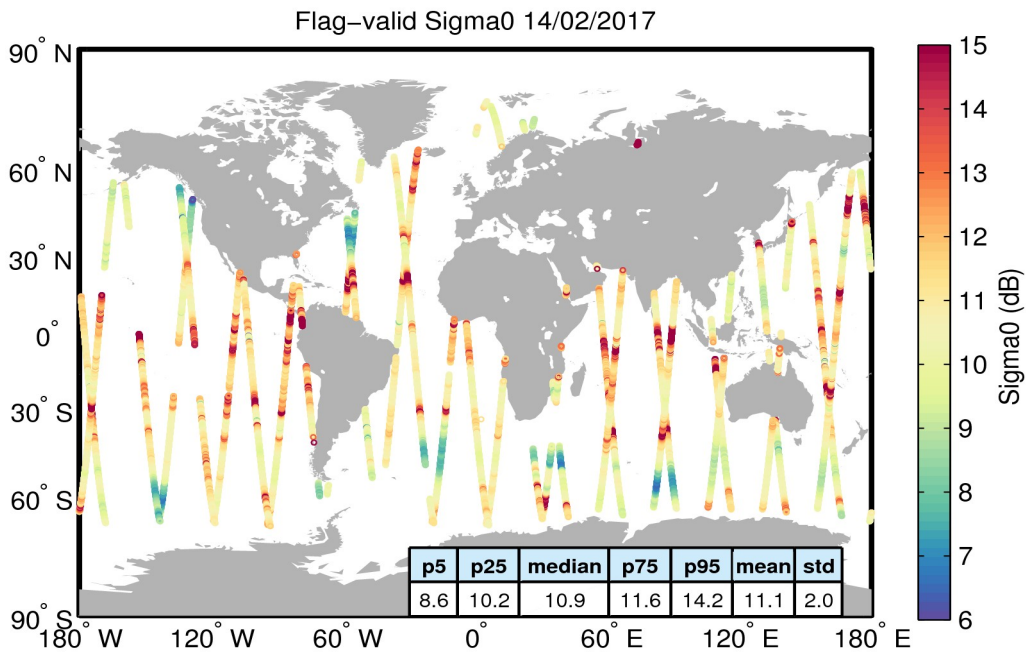 Flag−valid Sigma0 14/02/2017
90° N
60° N
30° N
0°
30° S
60° S
90° S
180° W
120° W
60° W
0°
60° E
120° E
180° E
p5 p25 median p75 p95 mean std
8.6 10.2 10.9 11.6 14.2 11.1 2.0
15
14
13
12
11
10
9
8
7
6
Sigma0 (dB)